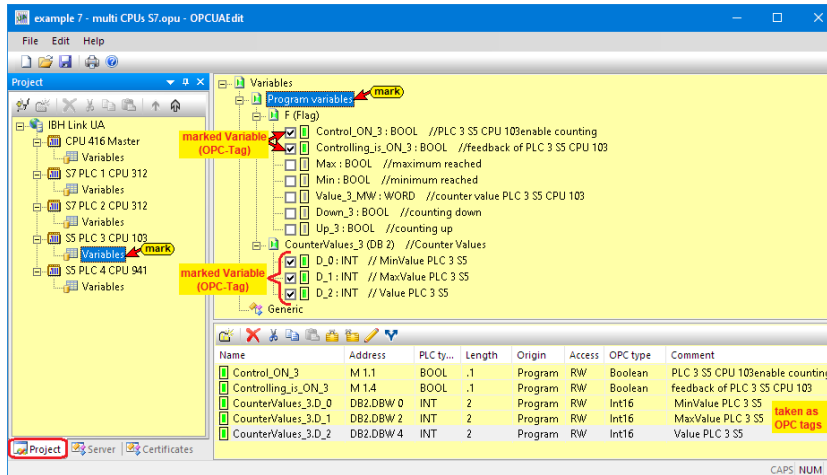 example 7 - multi CPUs S7.opu - OPCUAEdit
File Edit Help
Project
IBH Link UA
CPU 416 Master
Variables
S7 PLC 1 CPU 312
Variables
S7 PLC 2 CPU 312
Variables
S5 PLC 3 CPU 103
Variables
mark
S5 PLC 4 CPU 941
Variables
Project Server Certificates
Variables
Program variables
mark
F (Flag)
marked Variable
(OPC-Tag)
Control_ON_3 : BOOL //PLC 3 S5 CPU 103enable counting
Controlling_is_ON_3 : BOOL //feedback of PLC 3 S5 CPU 103
Max : BOOL //maximum reached
Min : BOOL //minimum reached
Value_3_MW : WORD //counter value PLC 3 S5 CPU 103
Down_3 : BOOL //counting down
Up_3 : BOOL //counting up
CounterValues_3 (DB 2) //Counter Values
marked Variable
(OPC-Tag)
D_0 : INT // MinValue PLC 3 S5
D_1 : INT // MaxValue PLC 3 S5
D_2 : INT // Value PLC 3 S5
Generic
Name Address PLC ty... Length Origin Access OPC type Comment
Control_ON_3 M 1.1 BOOL .1 Program RW Boolean PLC 3 S5 CPU 103enable counting
Controlling_is_ON_3 M 1.4 BOOL .1 Program RW Boolean feedback of PLC 3 S5 CPU 103
CounterValues_3.D_0 DB2.DBW 0 INT 2 Program RW Int16 MinValue PLC 3 S5
CounterValues_3.D_1 DB2.DBW 2 INT 2 Program RW Int16 MaxValue PLC 3 S5
CounterValues_3.D_2 DB2.DBW 4 INT 2 Program RW Int16 Value PLC 3 S5
taken as
OPC tags
CAPS NUM